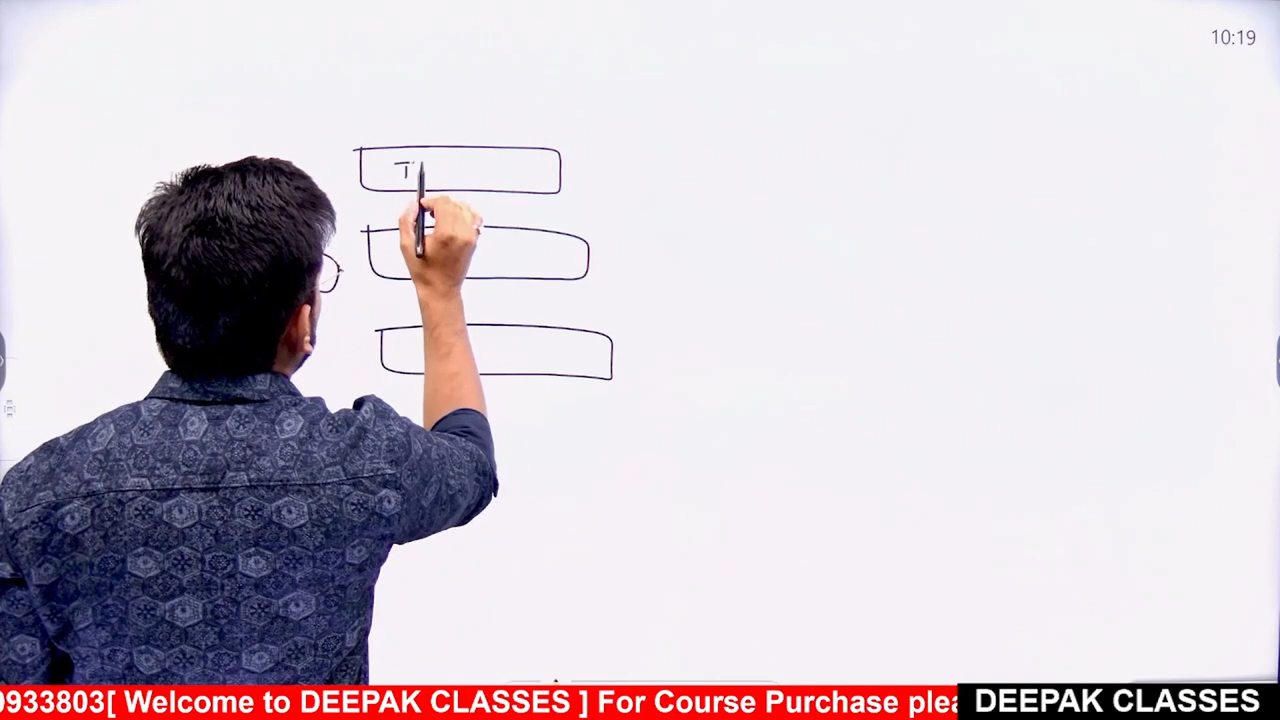 10:19
T
0933803[ Welcome to DEEPAK CLASSES ] For Course Purchase plea
DEEPAK CLASSES